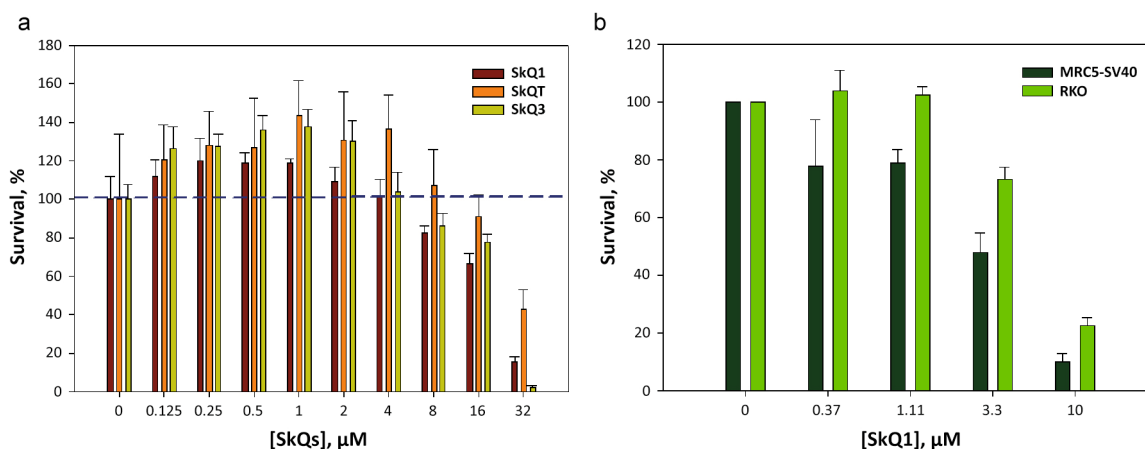 a
180
160
140
120
100
80
60
40
20
0
Survival, %
SkQ1
SkQT
SkQ3
0 0.125 0.25 0.5 1 2 4 8 16 32
[SkQs], μM
b
120
100
80
60
40
20
0
Survival, %
MRC5-SV40
RKO
0 0.37 1.11 3.3 10
[SkQ1], μM